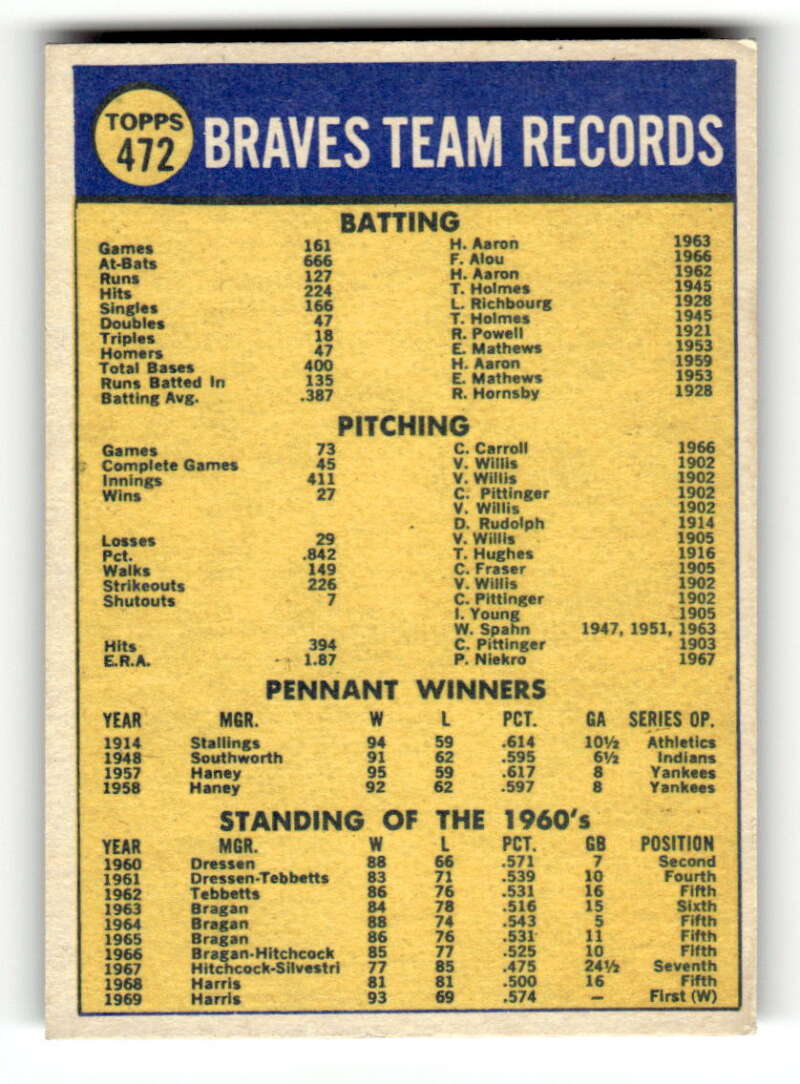 TOPPS
472
BRAVES TEAM RECORDS
BATTING
Games 161 H. Aaron 1963
At-Bats 666 F. Alou 1966
Runs 127 H. Aaron 1962
Hits 224 T. Holmes 1945
Singles 166 L. Richbourg 1928
Doubles 47 T. Holmes 1945
Triples 18 R. Powell 1921
Homers 47 E. Mathews 1953
Total Bases 400 H. Aaron 1959
Runs Batted In 135 E. Mathews 1953
Batting Avg. .387 R. Hornsby 1928
PITCHING
Games 73 C. Carroll 1966
Complete Games 45 V. Willis 1902
Innings 411 V. Willis 1902
Wins 27 C. Pittinger 1902
V. Willis 1902
D. Rudolph 1914
Losses 29 V. Willis 1905
Pct. .842 T. Hughes 1916
Walks 149 C. Fraser 1905
Strikeouts 226 V. Willis 1902
Shutouts 7 C. Pittinger 1902
I. Young 1905
W. Spahn 1947, 1951, 1963
Hits 394 C. Pittinger 1903
E.R.A. 1.87 P. Niekro 1967
PENNANT WINNERS
YEAR MGR. W L PCT. GA SERIES OP.
1914 Stallings 94 59 .614 10½ Athletics
1948 Southworth 91 62 .595 6½ Indians
1957 Haney 95 59 .617 8 Yankees
1958 Haney 92 62 .597 8 Yankees
STANDING OF THE 1960's
YEAR MGR. W L PCT. GB POSITION
1960 Dressen 88 66 .571 7 Second
1961 Dressen-Tebbetts 83 71 .539 10 Fourth
1962 Tebbetts 86 76 .531 16 Fifth
1963 Bragan 84 78 .516 15 Sixth
1964 Bragan 88 74 .543 5 Fifth
1965 Bragan 86 76 .531 11 Fifth
1966 Bragan-Hitchcock 85 77 .525 10 Fifth
1967 Hitchcock-Silvestri 77 85 .475 24½ Seventh
1968 Harris 81 81 .500 16 Fifth
1969 Harris 93 69 .574 – First (W)